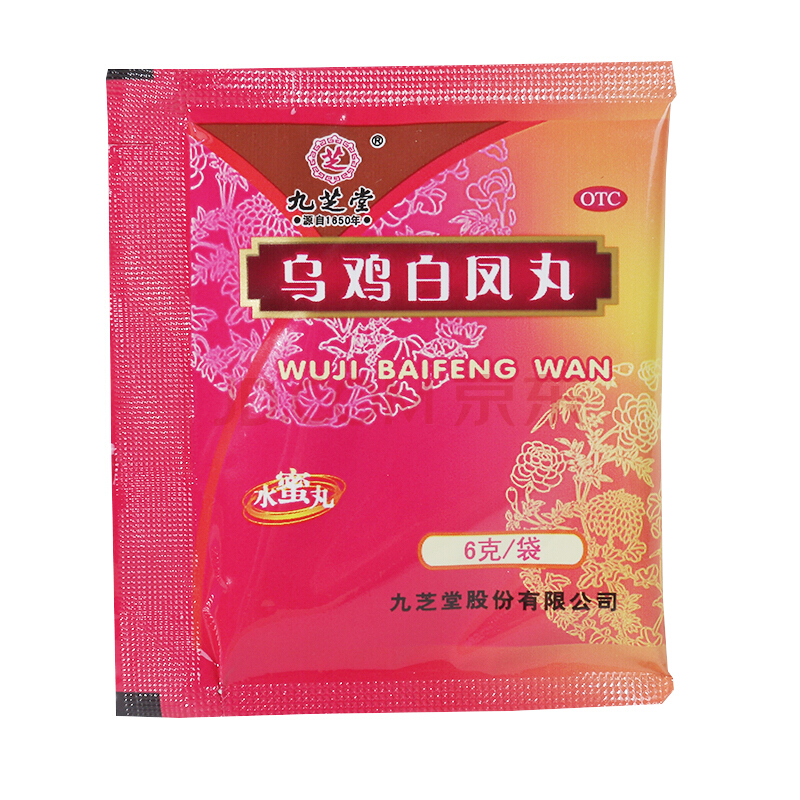 芝
®
九芝堂
•源自1650年•
OTC
乌鸡白凤丸
WUJI BAIFENG WAN
水蜜丸
6克/袋
九芝堂股份有限公司